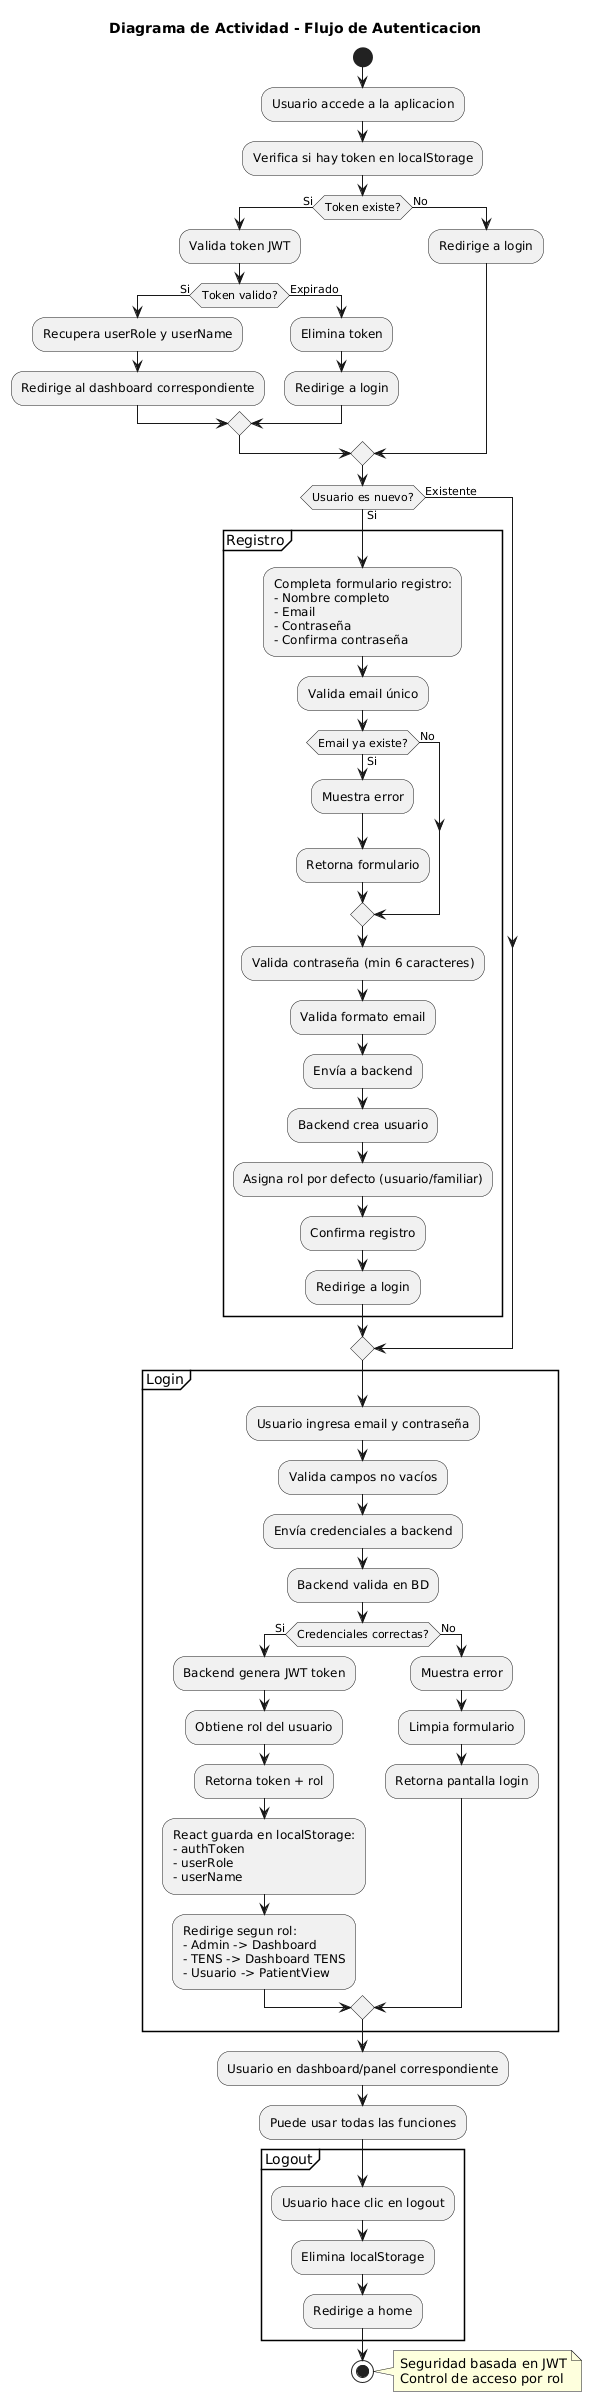 Diagrama de Actividad - Flujo de Autenticacion
Usuario accede a la aplicacion
Verifica si hay token en localStorage
Token existe?
Si
No
Valida token JWT
Redirige a login
Token valido?
Si
Expirado
Recupera userRole y userName
Elimina token
Redirige al dashboard correspondiente
Redirige a login
Usuario es nuevo?
Existente
Si
Registro
Completa formulario registro:
- Nombre completo
- Email
- Contraseña
- Confirma contraseña
Valida email único
Email ya existe?
No
Si
Muestra error
Retorna formulario
Valida contraseña (min 6 caracteres)
Valida formato email
Envía a backend
Backend crea usuario
Asigna rol por defecto (usuario/familiar)
Confirma registro
Redirige a login
Login
Usuario ingresa email y contraseña
Valida campos no vacíos
Envía credenciales a backend
Backend valida en BD
Credenciales correctas?
Si
No
Backend genera JWT token
Muestra error
Obtiene rol del usuario
Limpia formulario
Retorna token + rol
Retorna pantalla login
React guarda en localStorage:
- authToken
- userRole
- userName
Redirige segun rol:
- Admin -> Dashboard
- TENS -> Dashboard TENS
- Usuario -> PatientView
Usuario en dashboard/panel correspondiente
Puede usar todas las funciones
Logout
Usuario hace clic en logout
Elimina localStorage
Redirige a home
Seguridad basada en JWT
Control de acceso por rol